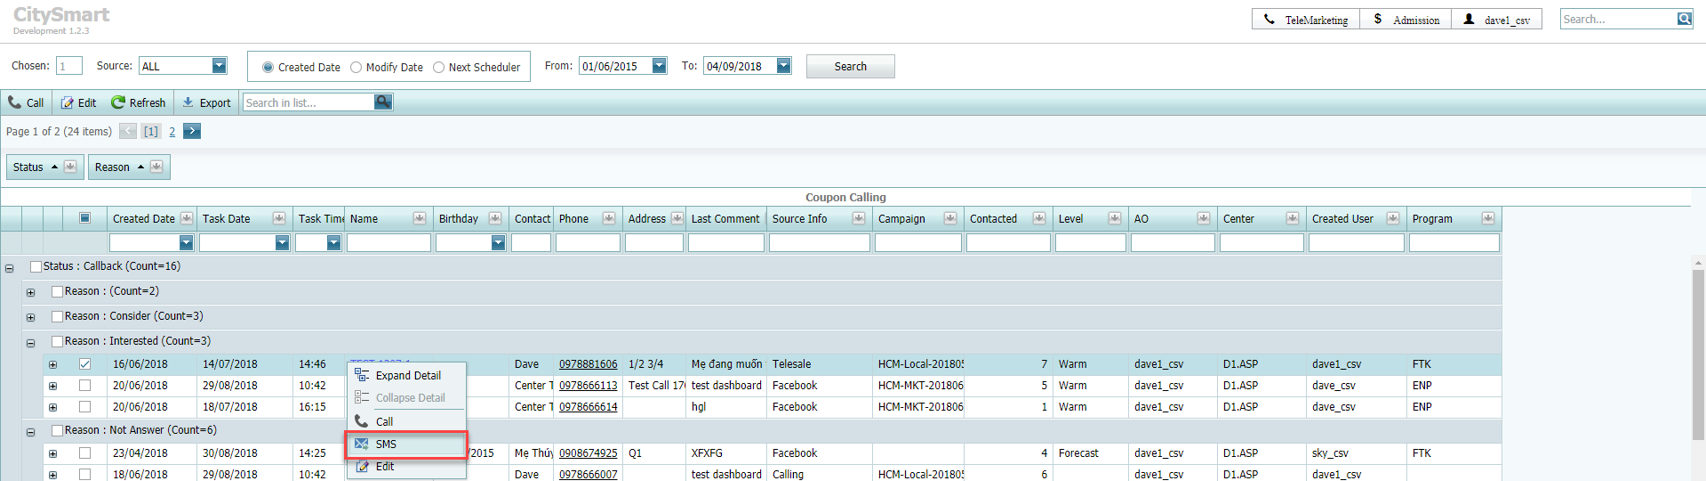 CitySmart
Development 1.2.3
TeleMarketing $ Admission dave1_csv Search...
Chosen: 1 Source: ALL Created Date Modify Date Next Scheduler From: 01/06/2015 To: 04/09/2018 Search
Call Edit Refresh Export Search in list...
Page 1 of 2 (24 items) [1] 2
Status Reason
Coupon Calling
Created Date Task Date Task Time Name Birthday Contact Phone Address Last Comment Source Info Campaign Contacted Level AO Center Created User Program
Status : Callback (Count=16)
Reason : (Count=2)
Reason : Consider (Count=3)
Reason : Interested (Count=3)
16/06/2018 14/07/2018 14:46 Dave 0978881606 1/2 3/4 Mẹ đang muốn Telesale HCM-Local-20180 7 Warm dave1_csv D1.ASP dave1_csv FTK
Expand Detail
20/06/2018 29/08/2018 10:42 Center T 0978666113 Test Call 17 test dashboard Facebook HCM-MKT-201806 5 Warm dave1_csv D1.ASP dave_csv ENP
Collapse Detail
20/06/2018 18/07/2018 16:15 Center T 0978666614 hgl Facebook HCM-MKT-201806 1 Warm dave1_csv D1.ASP dave_csv ENP
Call
Reason : Not Answer (Count=6)
SMS
23/04/2018 30/08/2018 14:25 /2015 Mẹ Thúy 0908674925 Q1 XFXFG Facebook 4 Forecast dave1_csv D1.ASP sky_csv FTK
Edit
18/06/2018 29/08/2018 10:42 Dave 0978666007 test dashboard Calling HCM-Local-20180 6 dave1_csv D1.ASP dave1_csv